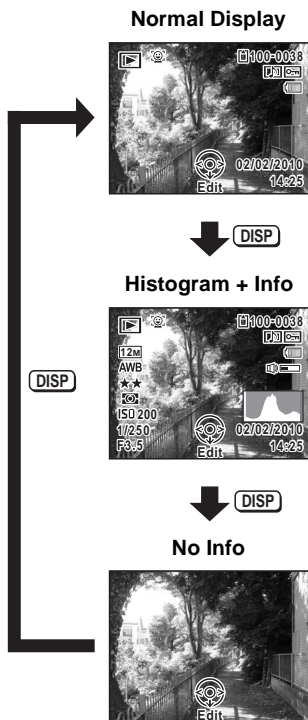 Normal Display
100-0038
02/02/2010
14:25
Edit
DISP
Histogram + Info
100-0038
12M
AWB
ISO 200
1/250
F3.5
02/02/2010
14:25
Edit
DISP
DISP
No Info
Edit